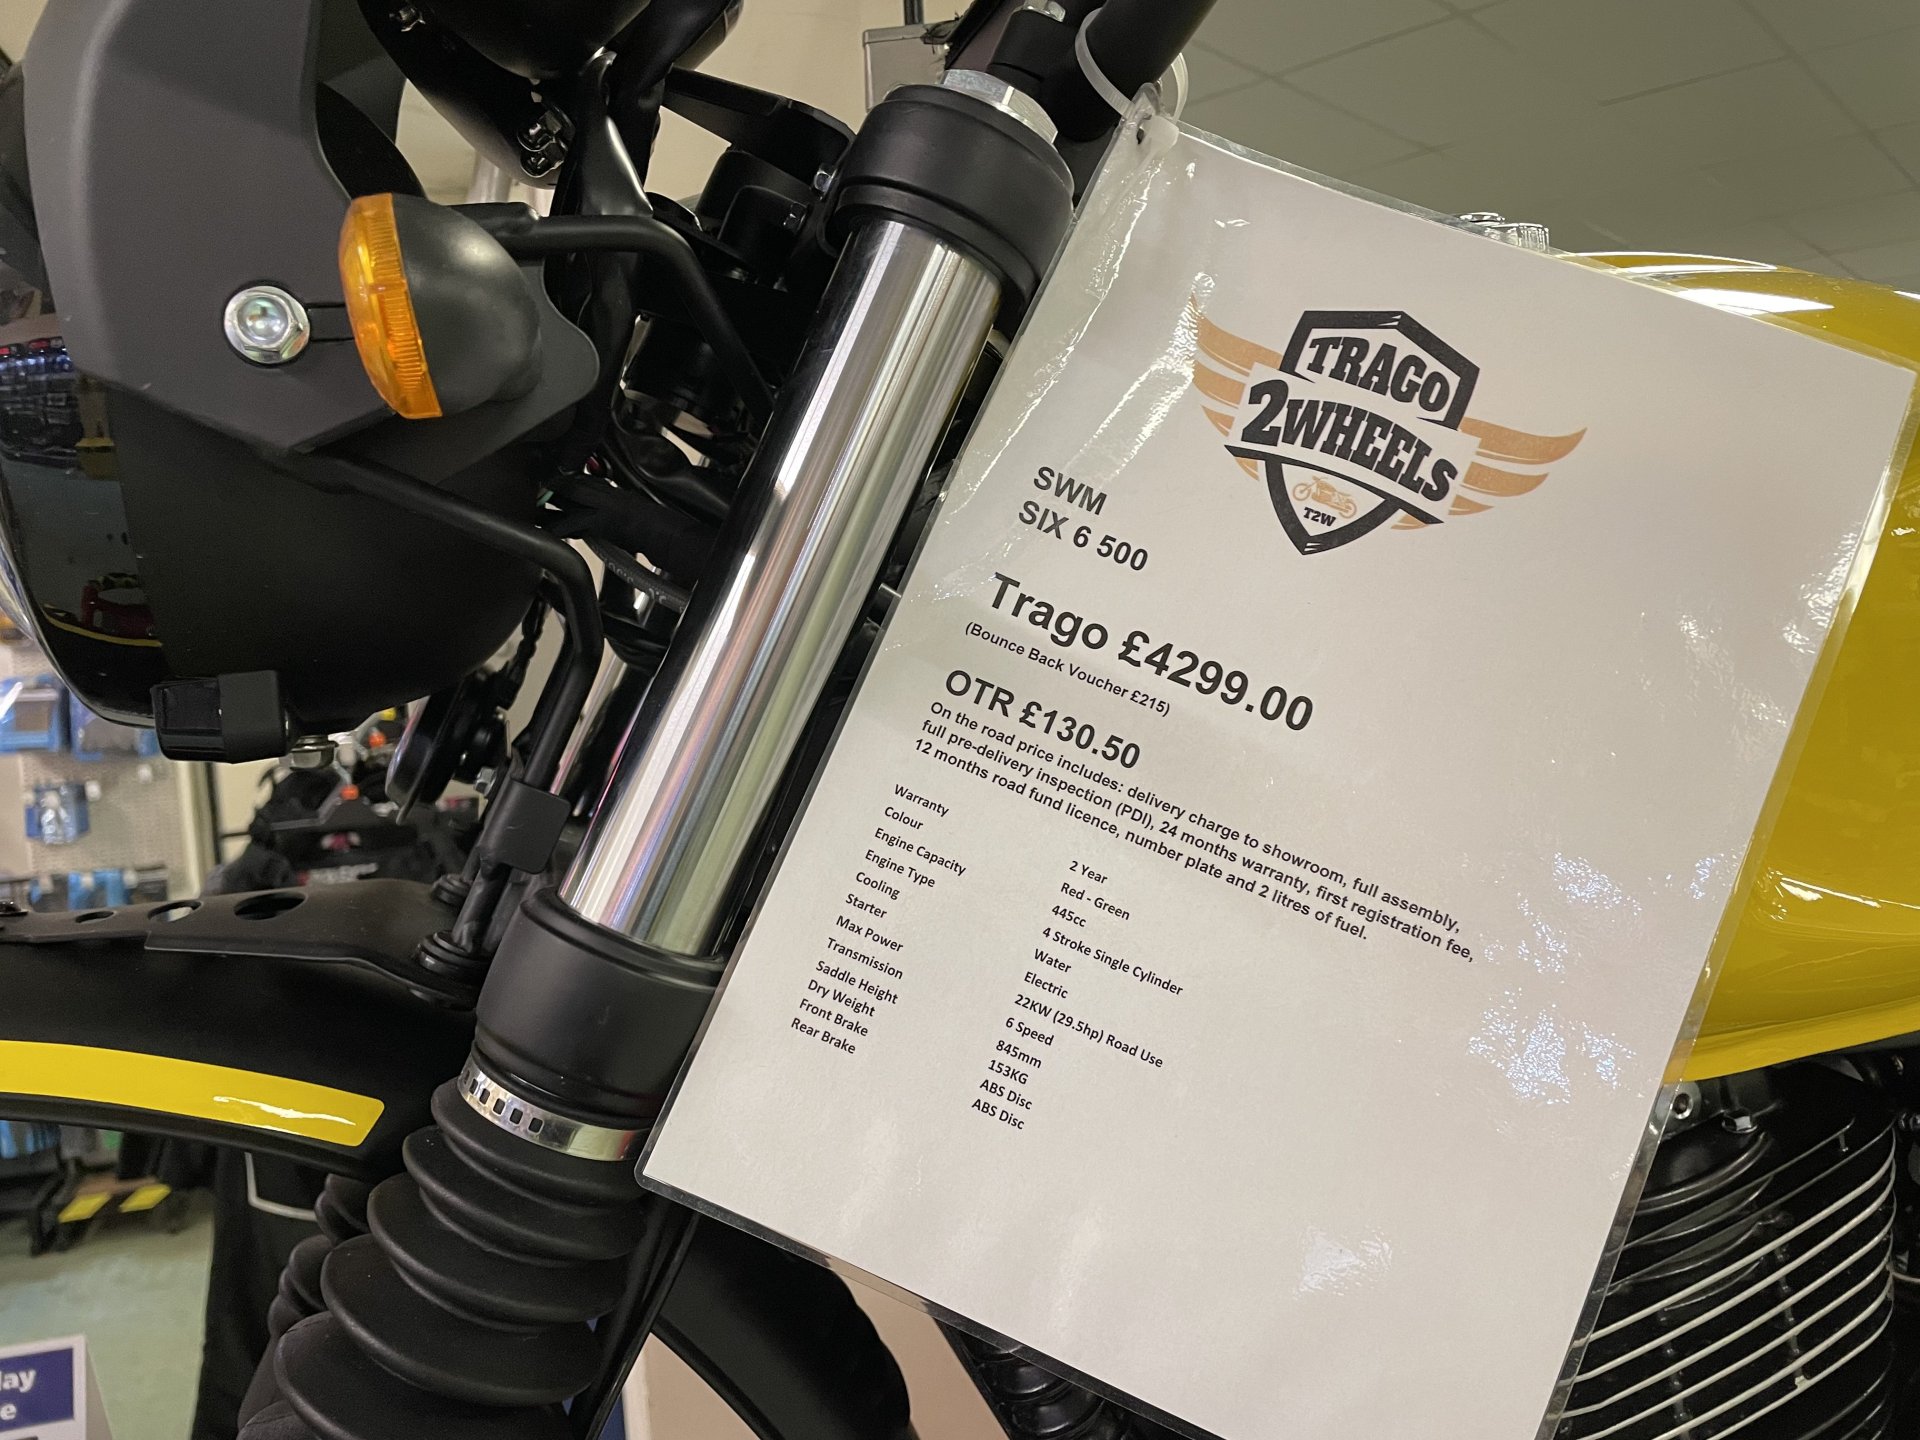 TRAGO
2WHEELS
T2W
SWM
SIX 6 500
Trago £4299.00
(Bounce Back Voucher £215)
OTR £130.50
On the road price includes: delivery charge to showroom, full assembly,
full pre-delivery inspection (PDI), 24 months warranty, first registration fee,
12 months road fund licence, number plate and 2 litres of fuel.
Warranty 2 Year
Colour Red - Green
Engine Capacity 445cc
Engine Type 4 Stroke Single Cylinder
Cooling Water
Starter Electric
Max Power 22KW (29.5hp) Road Use
Transmission 6 Speed
Saddle Height 845mm
Dry Weight 153KG
Front Brake ABS Disc
Rear Brake ABS Disc